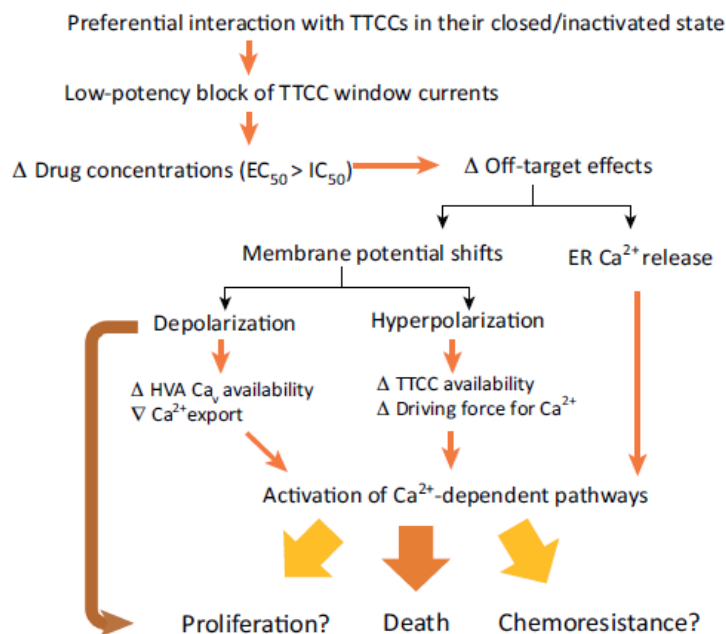 Preferential interaction with TTCCs in their closed/inactivated state
Low-potency block of TTCC window currents
Δ Drug concentrations (EC₅₀ > IC₅₀)
Δ Off-target effects
Membrane potential shifts
ER Ca²⁺ release
Depolarization
Hyperpolarization
Δ HVA Caᵥ availability
∇ Ca²⁺ export
Δ TTCC availability
Δ Driving force for Ca²⁺
Activation of Ca²⁺-dependent pathways
Proliferation?
Death
Chemoresistance?